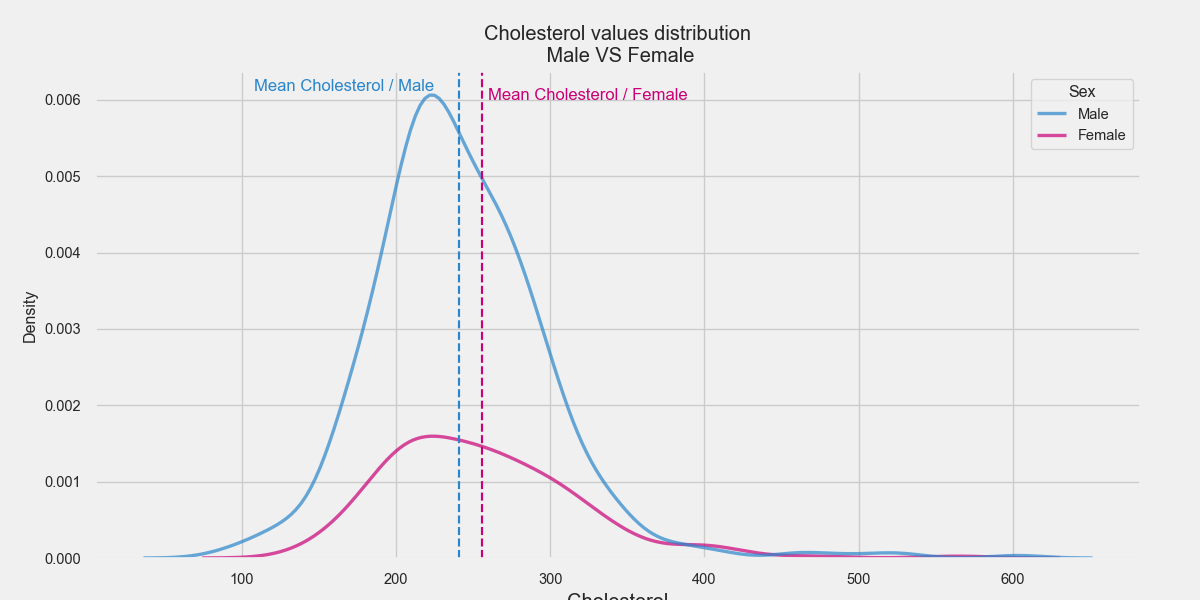 Cholesterol values distribution
Male VS Female
Mean Cholesterol / Male
Mean Cholesterol / Female
Sex
Male
Female
Density
0.006
0.005
0.004
0.003
0.002
0.001
0.000
100 200 300 400 500 600
Cholesterol